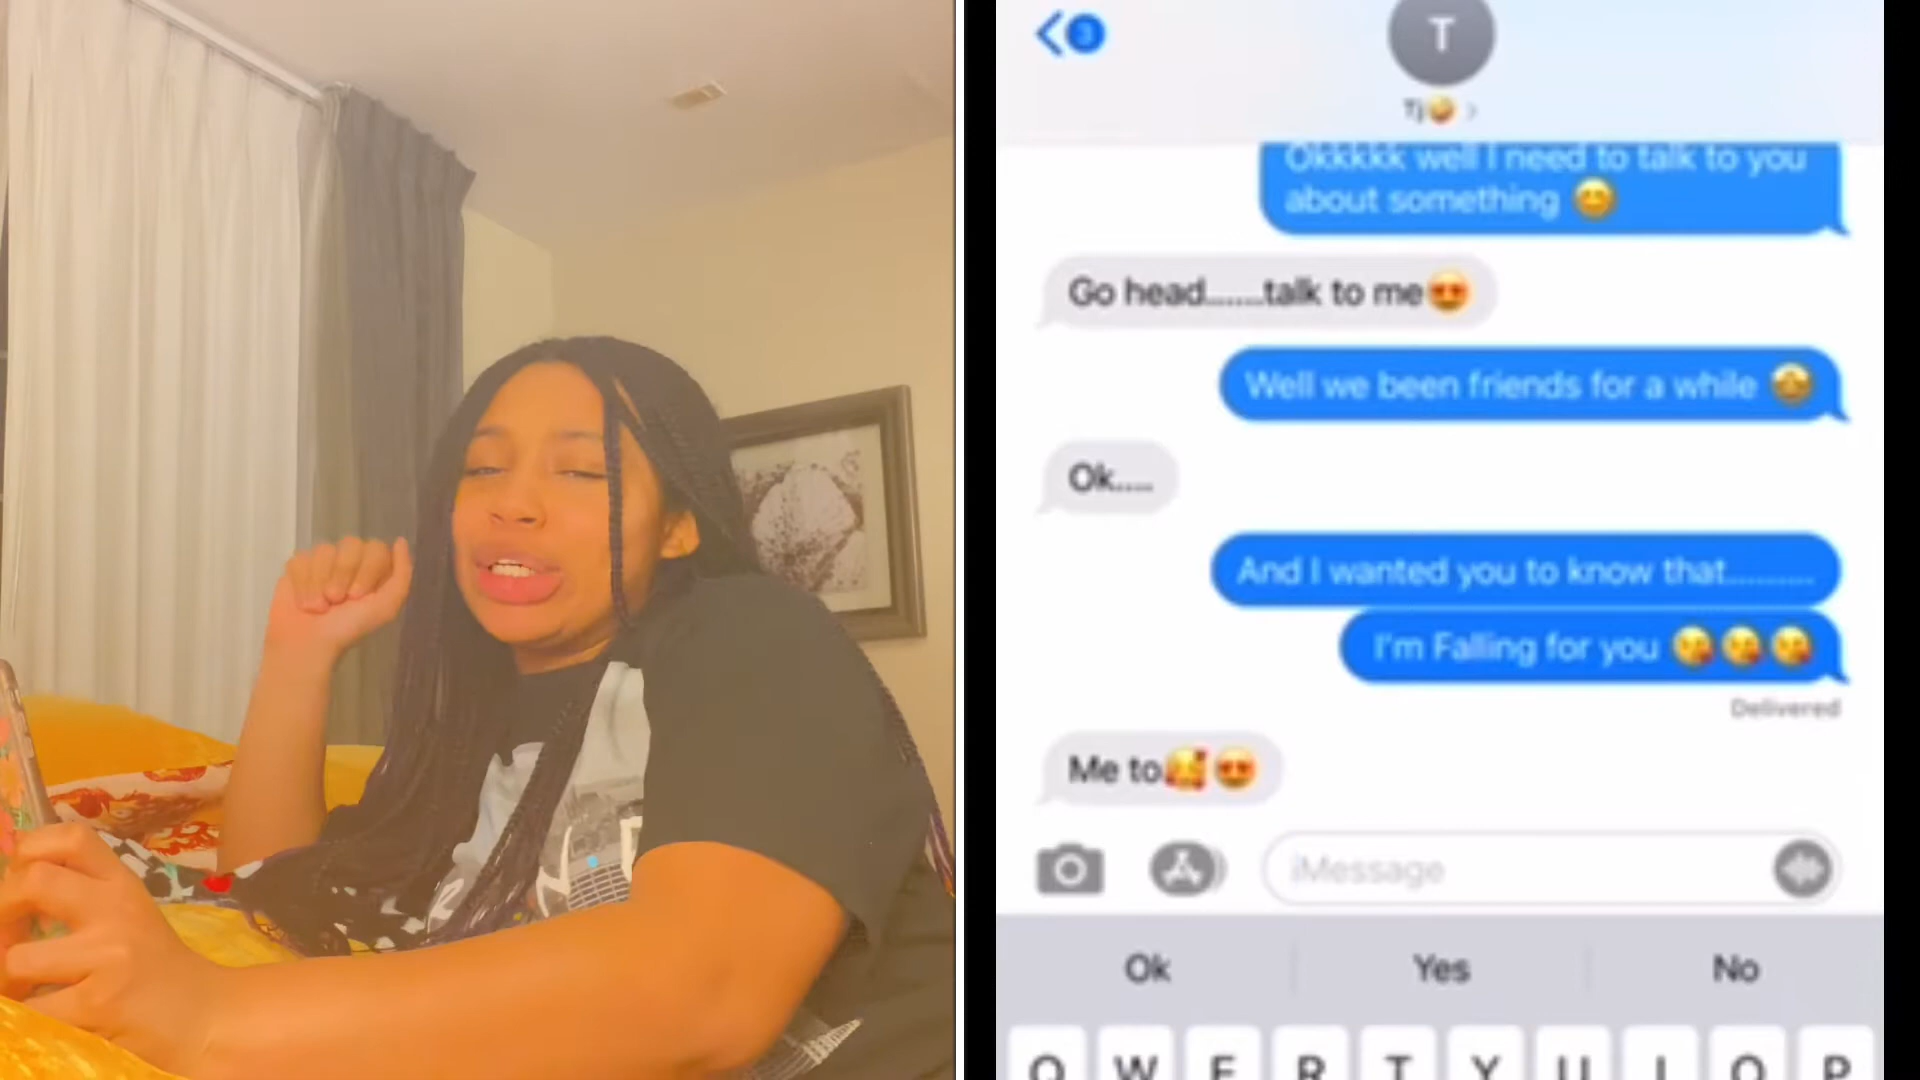 3
T
Tj🤪 >
Okkkkk well I need to talk to you
about something 😊
Go head.......talk to me😍
Well we been friends for a while 🤩
Ok.....
And I wanted you to know that..........
I'm Falling for you 😘😘😘
Delivered
Me to🥰😍
iMessage
Ok Yes No
Q W E R T Y U I O P